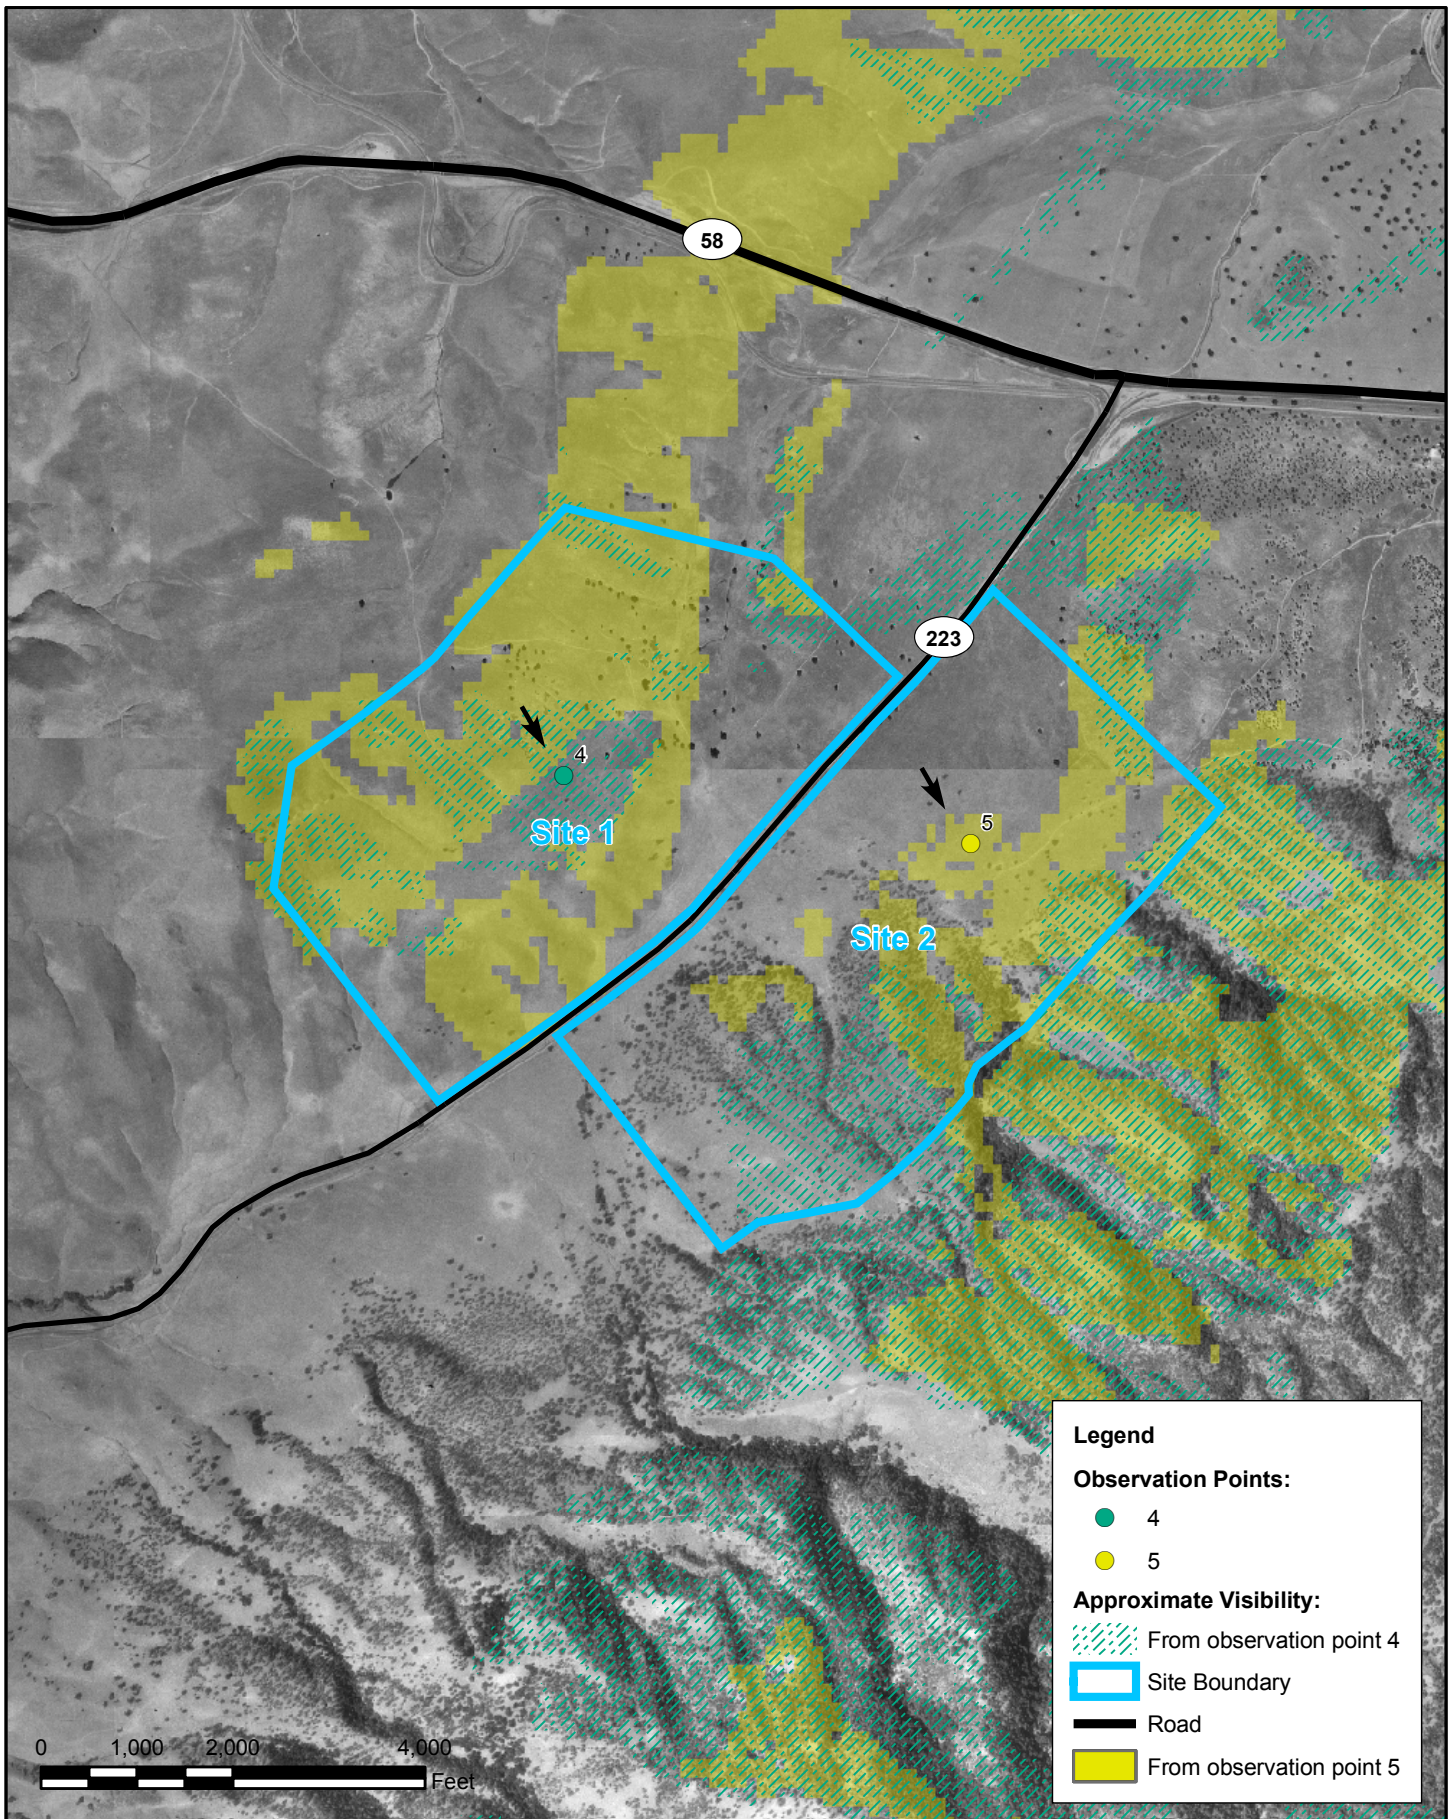 58
223
4
Site 1
5
Site 2
Legend
Observation Points:
4
5
Approximate Visibility:
From observation point 4
Site Boundary
Road
From observation point 5
0 1,000 2,000 4,000
Feet